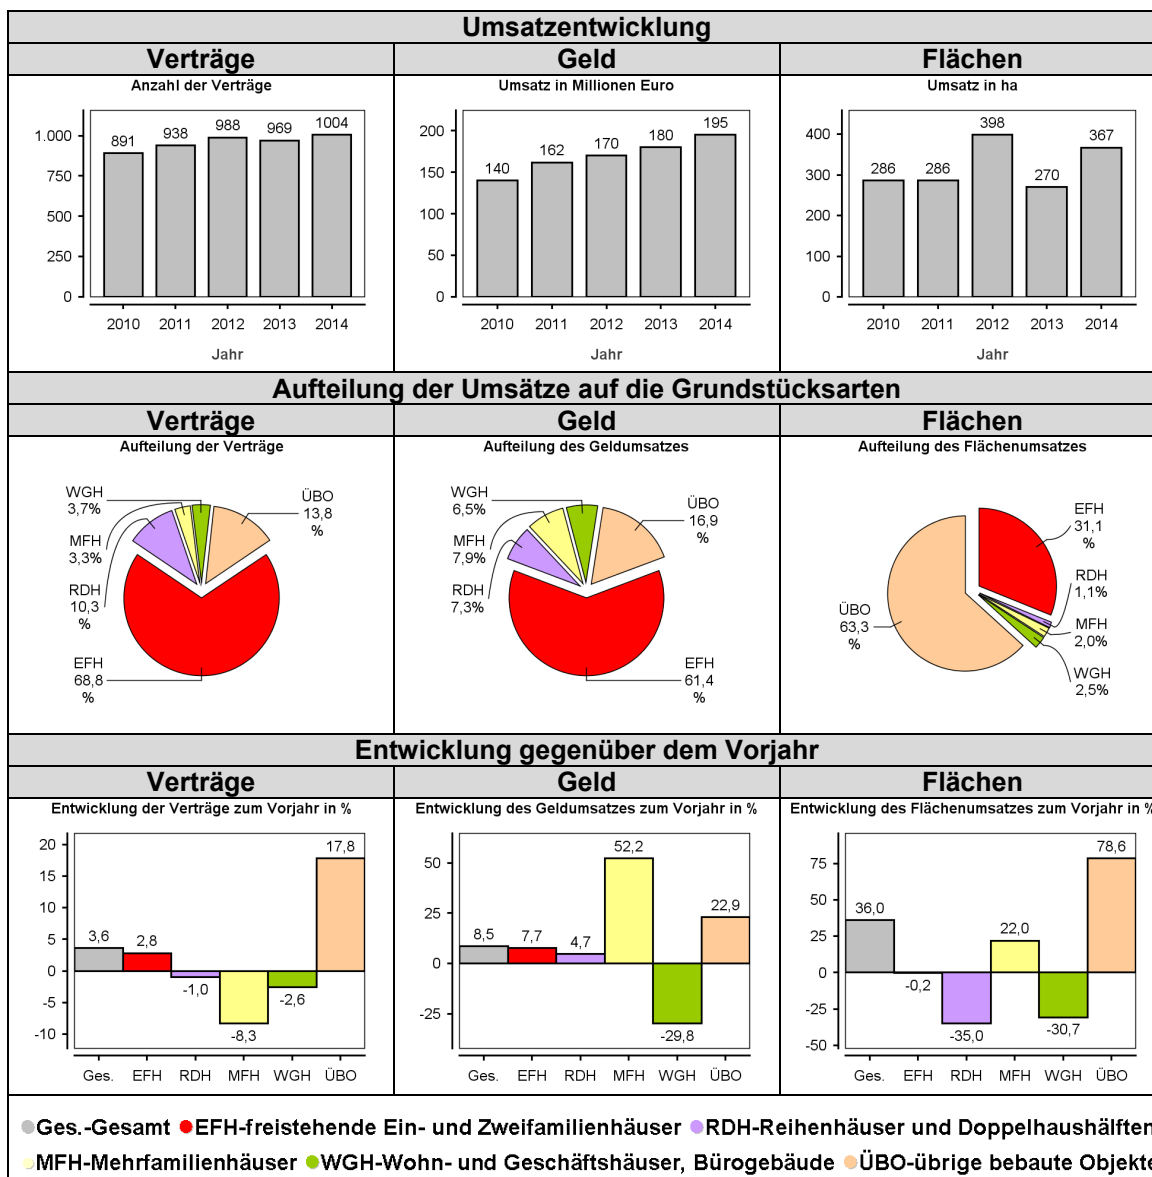 Umsatzentwicklung
Verträge Geld Flächen
Anzahl der Verträge
1.000
750
500
250
0
891
938
988
969
1004
2010 2011 2012 2013 2014
Jahr
Umsatz in Millionen Euro
200
150
100
50
0
140
162
170
180
195
2010 2011 2012 2013 2014
Jahr
Umsatz in ha
400
300
200
100
0
286
286
398
270
367
2010 2011 2012 2013 2014
Jahr
Aufteilung der Umsätze auf die Grundstücksarten
Verträge Geld Flächen
Aufteilung der Verträge
WGH
3,7%
MFH
3,3%
RDH
10,3
%
EFH
68,8
%
ÜBO
13,8
%
Aufteilung des Geldumsatzes
WGH
6,5%
MFH
7,9%
RDH
7,3%
ÜBO
16,9
%
EFH
61,4
%
Aufteilung des Flächenumsatzes
ÜBO
63,3
%
EFH
31,1
%
RDH
1,1%
MFH
2,0%
WGH
2,5%
Entwicklung gegenüber dem Vorjahr
Verträge Geld Flächen
Entwicklung der Verträge zum Vorjahr in %
20
15
10
5
0
-5
-10
3,6
2,8
-1,0
-8,3
-2,6
17,8
Ges. EFH RDH MFH WGH ÜBO
Entwicklung des Geldumsatzes zum Vorjahr in %
50
25
0
-25
8,5
7,7
4,7
52,2
-29,8
22,9
Ges. EFH RDH MFH WGH ÜBO
Entwicklung des Flächenumsatzes zum Vorjahr in %
75
50
25
0
-25
-50
36,0
-0,2
-35,0
22,0
-30,7
78,6
Ges. EFH RDH MFH WGH ÜBO
Ges.-Gesamt EFH-freistehende Ein- und Zweifamilienhäuser RDH-Reihenhäuser und Doppelhaushälften
MFH-Mehrfamilienhäuser WGH-Wohn- und Geschäftshäuser, Bürogebäude ÜBO-übrige bebaute Objekte